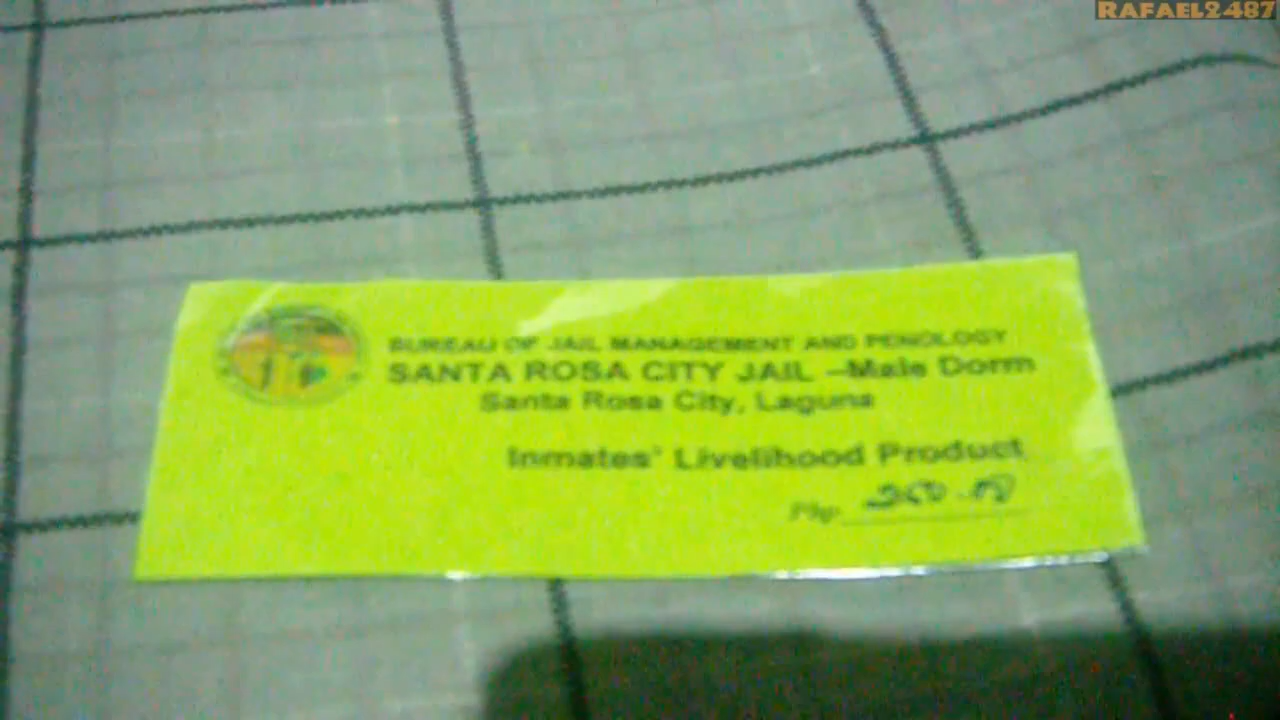 RAFAEL2487
BUREAU OF JAIL MANAGEMENT AND PENOLOGY
SANTA ROSA CITY JAIL –Male Dorm
Santa Rosa City, Laguna
Inmates' Livelihood Product
Php